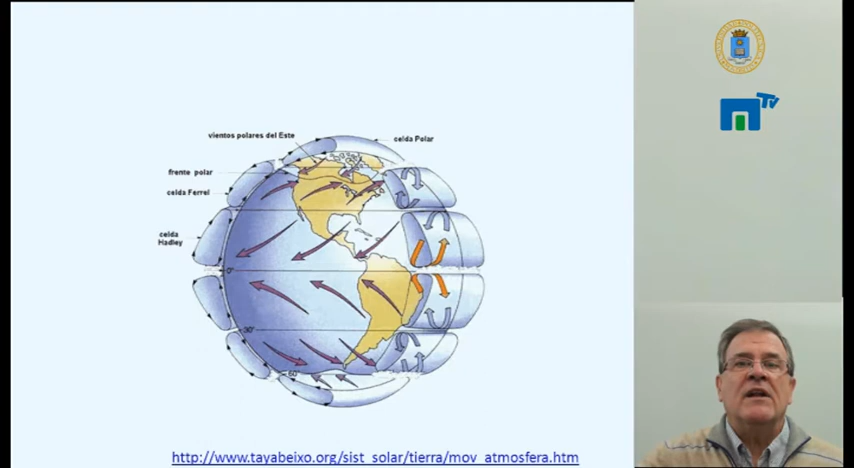 vientos polares del Este
celda Polar
frente polar
celda Ferrel
celda
Hadley
0°
30°
60°
http://www.tayabeixo.org/sist_solar/tierra/mov_atmosfera.htm
TV